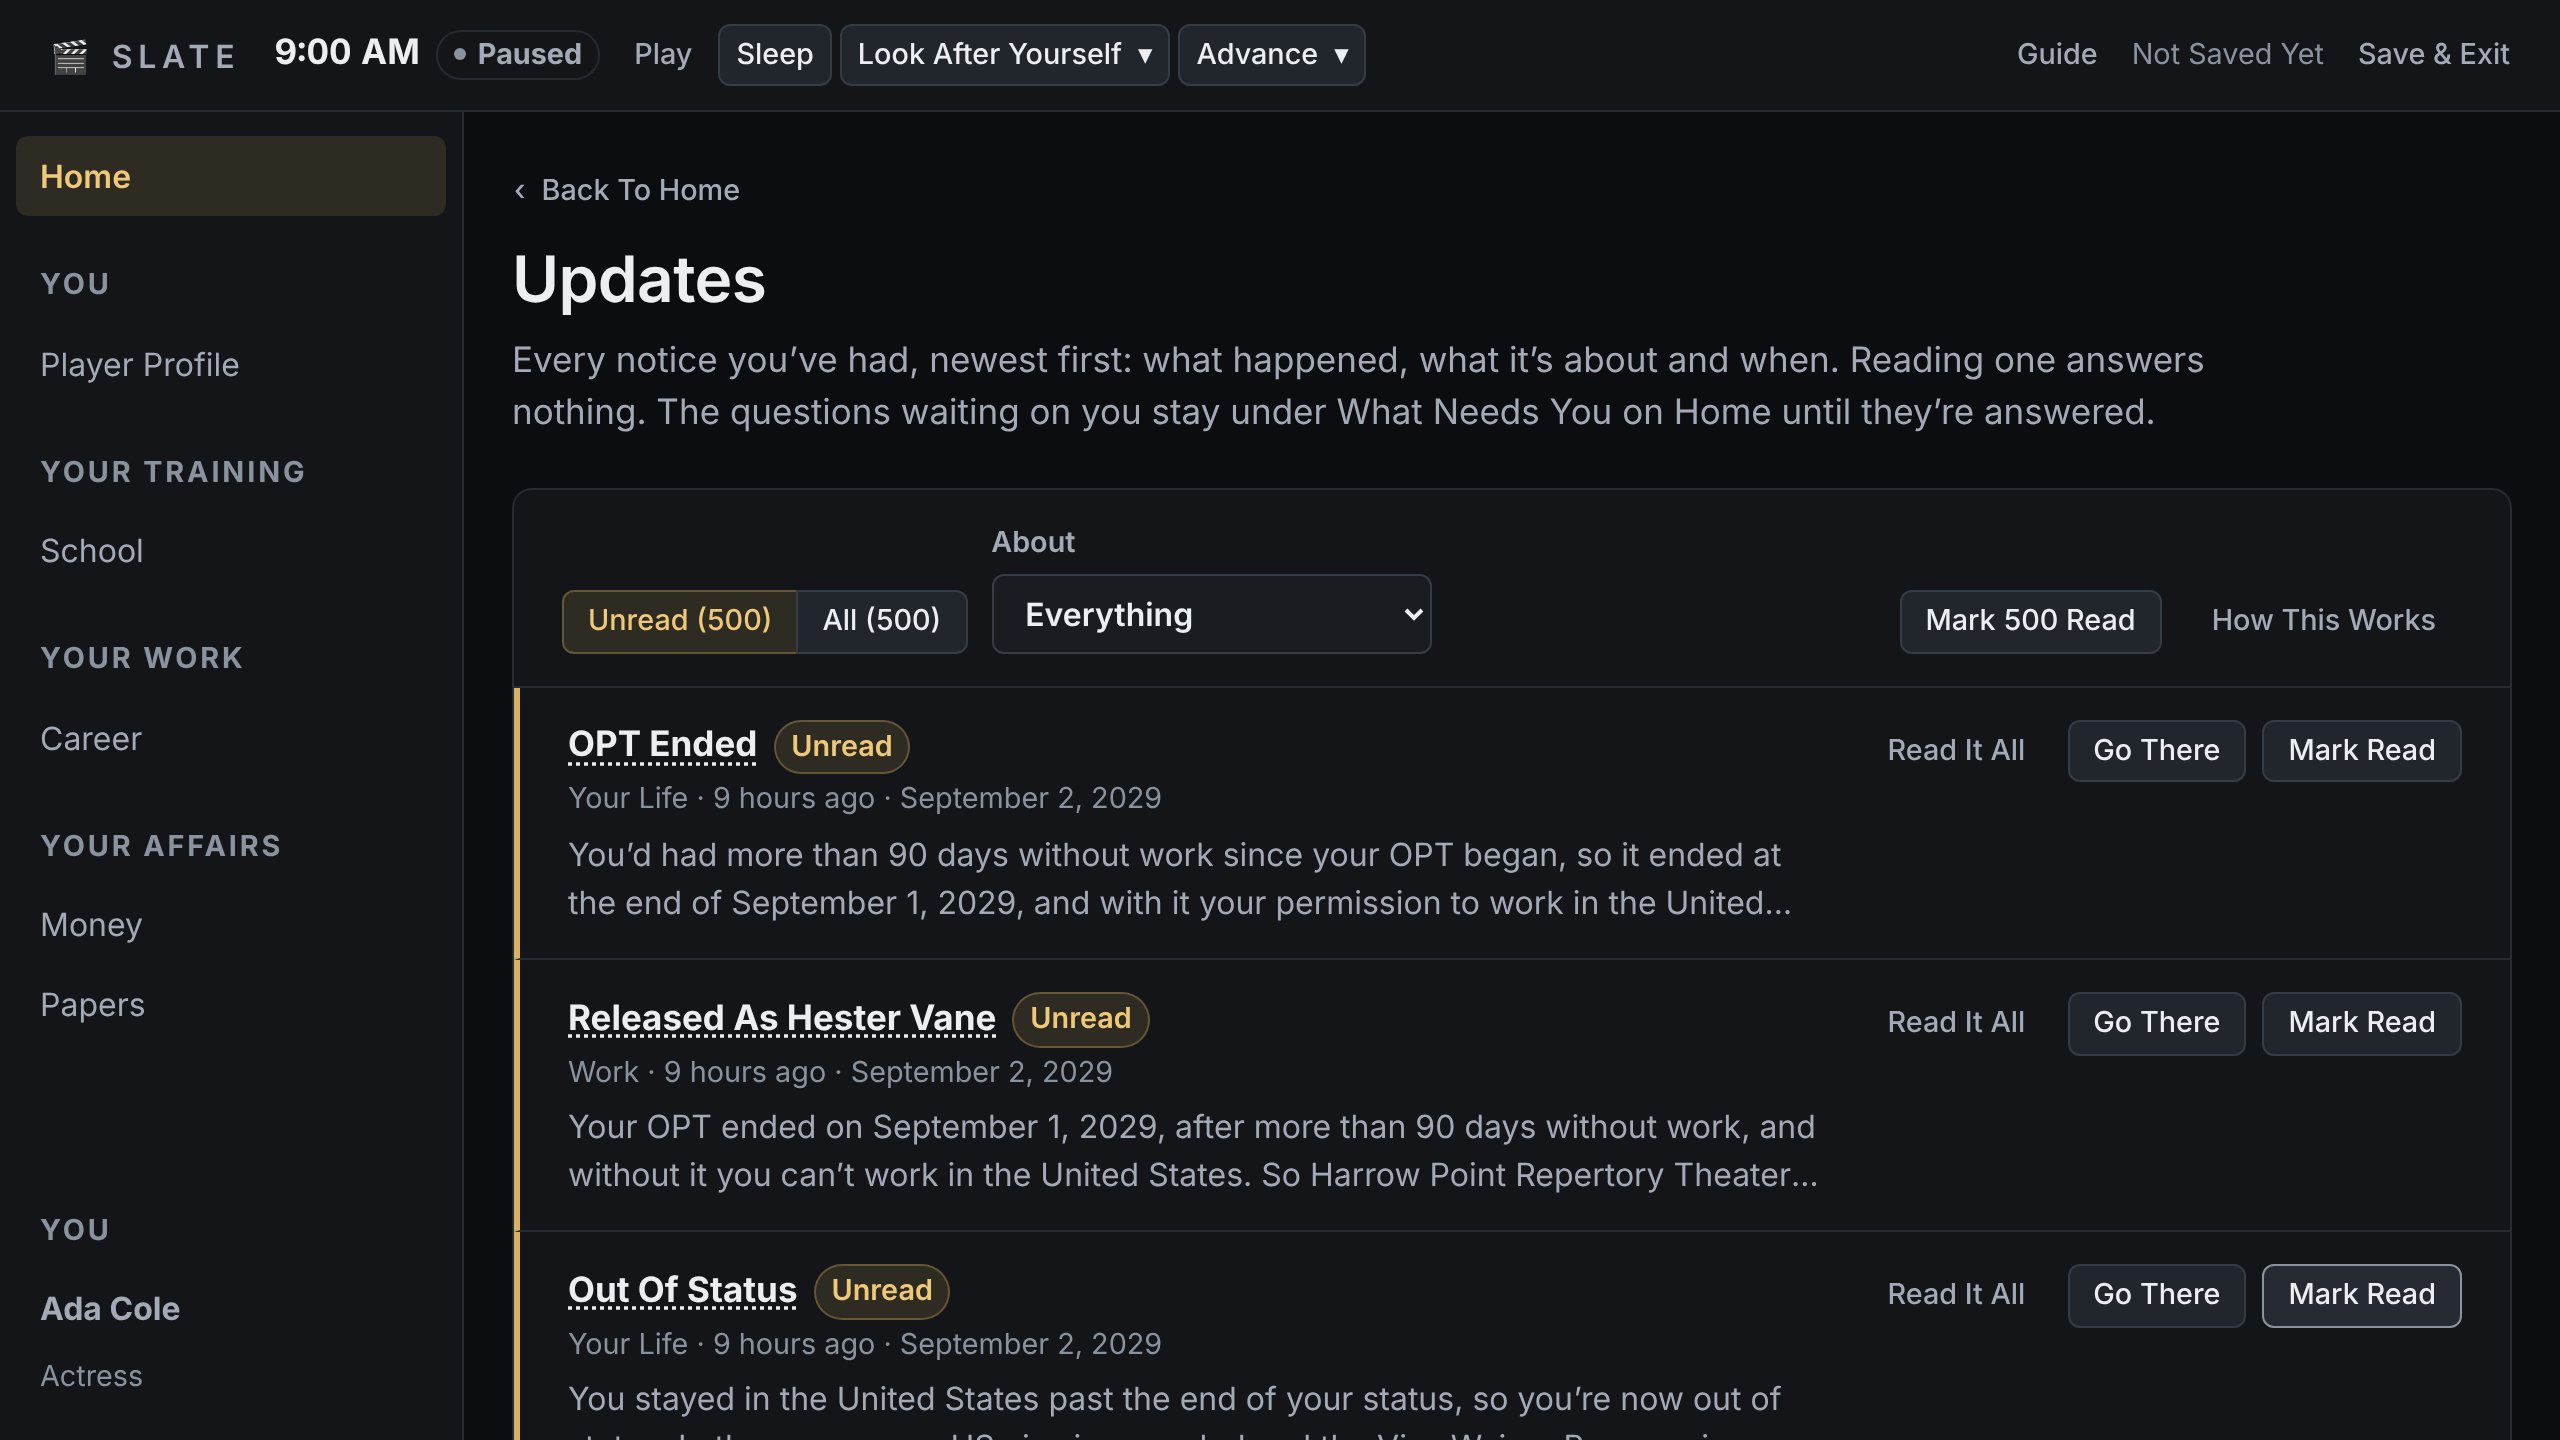 SLATE 9:00 AM Paused Play Sleep Look After Yourself Advance Guide Not Saved Yet Save & Exit
Home
YOU
Player Profile
YOUR TRAINING
School
YOUR WORK
Career
YOUR AFFAIRS
Money
Papers
YOU
Ada Cole
Actress
‹ Back To Home
Updates
Every notice you’ve had, newest first: what happened, what it’s about and when. Reading one answers
nothing. The questions waiting on you stay under What Needs You on Home until they’re answered.
About
Unread (500) All (500) Everything Mark 500 Read How This Works
OPT Ended Unread Read It All Go There Mark Read
Your Life · 9 hours ago · September 2, 2029
You’d had more than 90 days without work since your OPT began, so it ended at
the end of September 1, 2029, and with it your permission to work in the United…
Released As Hester Vane Unread Read It All Go There Mark Read
Work · 9 hours ago · September 2, 2029
Your OPT ended on September 1, 2029, after more than 90 days without work, and
without it you can’t work in the United States. So Harrow Point Repertory Theater…
Out Of Status Unread Read It All Go There Mark Read
Your Life · 9 hours ago · September 2, 2029
You stayed in the United States past the end of your status, so you’re now out of